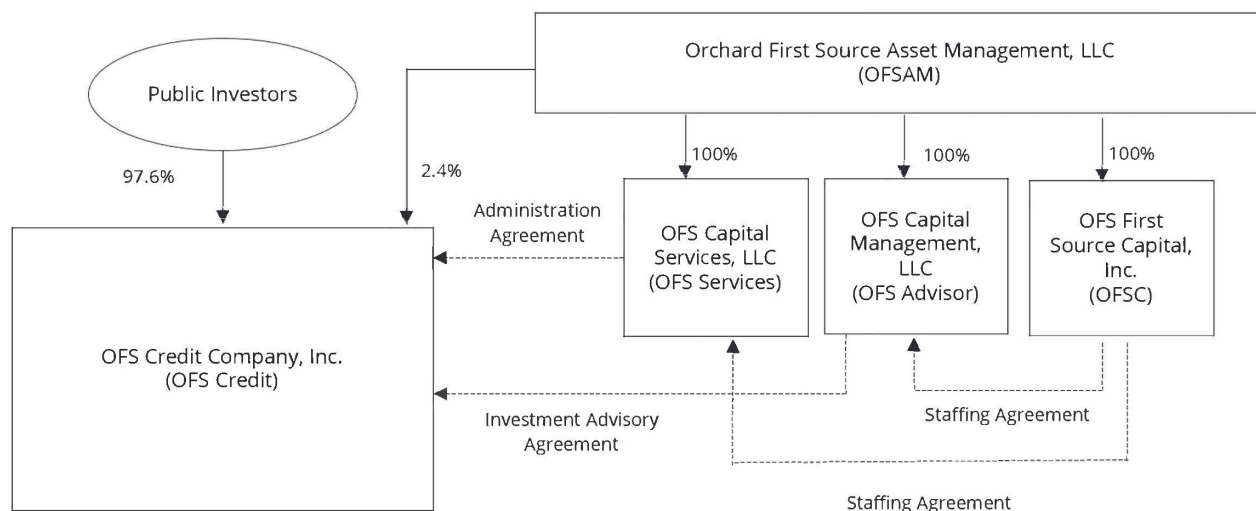 Orchard First Source Asset Management, LLC
(OFSAM)
Public Investors
97.6%
2.4%
100%
100%
100%
Administration
Agreement
OFS Capital
Services, LLC
(OFS Services)
OFS Capital
Management,
LLC
(OFS Advisor)
OFS First
Source Capital,
Inc.
(OFSC)
OFS Credit Company, Inc.
(OFS Credit)
Investment Advisory
Agreement
Staffing Agreement
Staffing Agreement